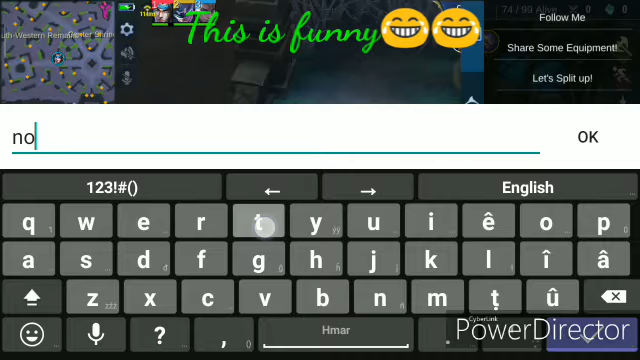 This is funny😂😂
74 / 99 Alive
Follow Me
Share Some Equipment!
Let's Split up!
114ms
no
OK
123!#()
←
→
English
q w e r t y u i ê o p
a s d f g h j k l î â
z x c v b n m ṭ û
? , Hmar .
CyberLink
PowerDirector